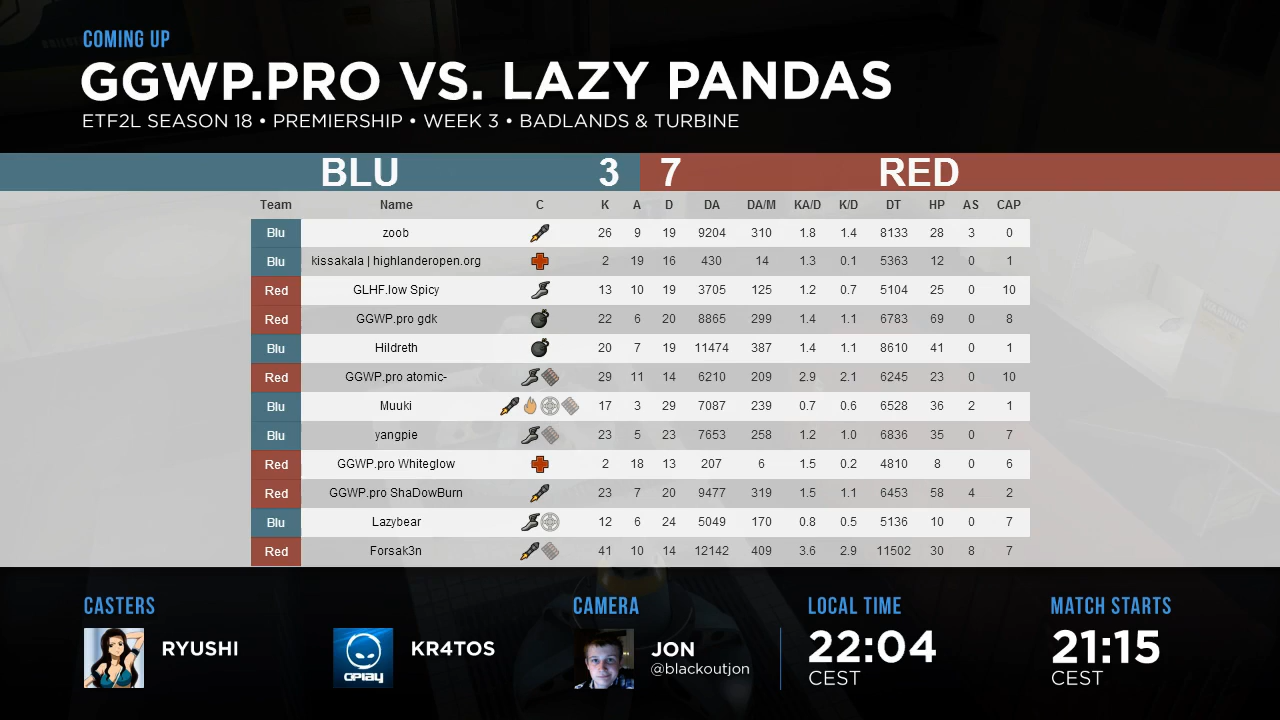 COMING UP
GGWP.PRO VS. LAZY PANDAS
ETF2L SEASON 18 • PREMIERSHIP • WEEK 3 • BADLANDS & TURBINE
BLU 3 7 RED
Team Name C K A D DA DA/M KA/D K/D DT HP AS CAP
Blu zoob 26 9 19 9204 310 1.8 1.4 8133 28 3 0
Blu kissakala | highlanderopen.org 2 19 16 430 14 1.3 0.1 5363 12 0 1
Red GLHF.low Spicy 13 10 19 3705 125 1.2 0.7 5104 25 0 10
Red GGWP.pro gdk 22 6 20 8865 299 1.4 1.1 6783 69 0 8
Blu Hildreth 20 7 19 11474 387 1.4 1.1 8610 41 0 1
Red GGWP.pro atomic- 29 11 14 6210 209 2.9 2.1 6245 23 0 10
Blu Muuki 17 3 29 7087 239 0.7 0.6 6528 36 2 1
Blu yangpie 23 5 23 7653 258 1.2 1.0 6836 35 0 7
Red GGWP.pro Whiteglow 2 18 13 207 6 1.5 0.2 4810 8 0 6
Red GGWP.pro ShaDowBurn 23 7 20 9477 319 1.5 1.1 6453 58 4 2
Blu Lazybear 12 6 24 5049 170 0.8 0.5 5136 10 0 7
Red Forsak3n 41 10 14 12142 409 3.6 2.9 11502 30 8 7
CASTERS
RYUSHI
CPLAY
KR4TOS
CAMERA
JON
@blackoutjon
LOCAL TIME
22:04
CEST
MATCH STARTS
21:15
CEST